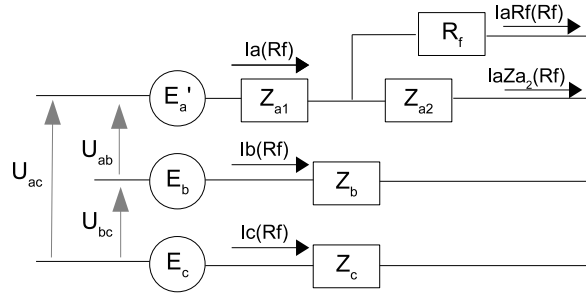 IaRf(Rf)
R_f
Ia(Rf)
IaZa₂(Rf)
E_a'
Z_a1
Z_a2
U_ab
Ib(Rf)
U_ac
E_b
Z_b
U_bc
Ic(Rf)
E_c
Z_c